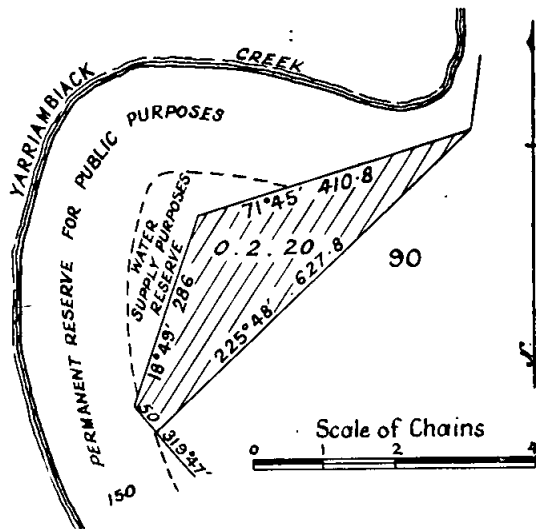 YARRIAMBIACK CREEK
PERMANENT RESERVE FOR PUBLIC PURPOSES
WATER
SUPPLY PURPOSES
RESERVE
71°45' 410·8
0. 2. 20
90
18°49' 286
225°48' 627·8
50
319°47'
150
Scale of Chains
0 2 4